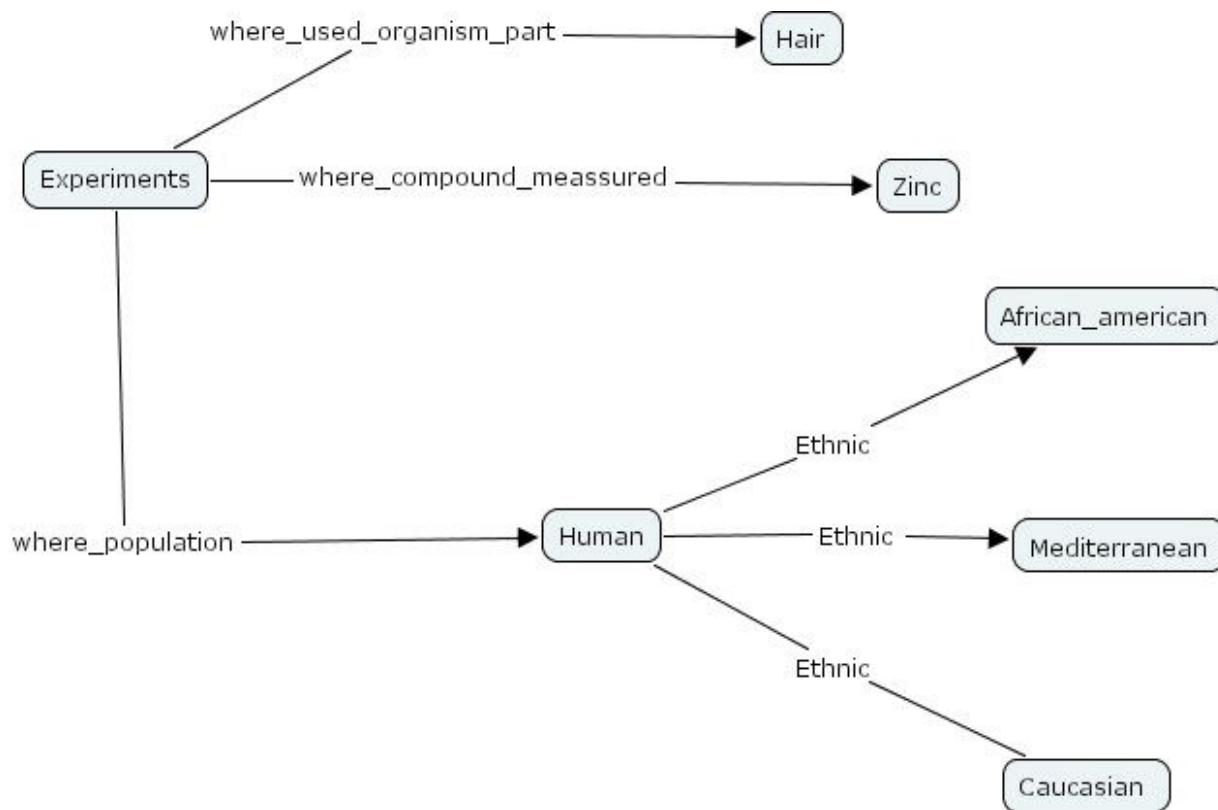 where_used_organism_part
Hair
Experiments
where_compound_meassured
Zinc
African_american
Ethnic
where_population
Human
Ethnic
Mediterranean
Ethnic
Caucasian